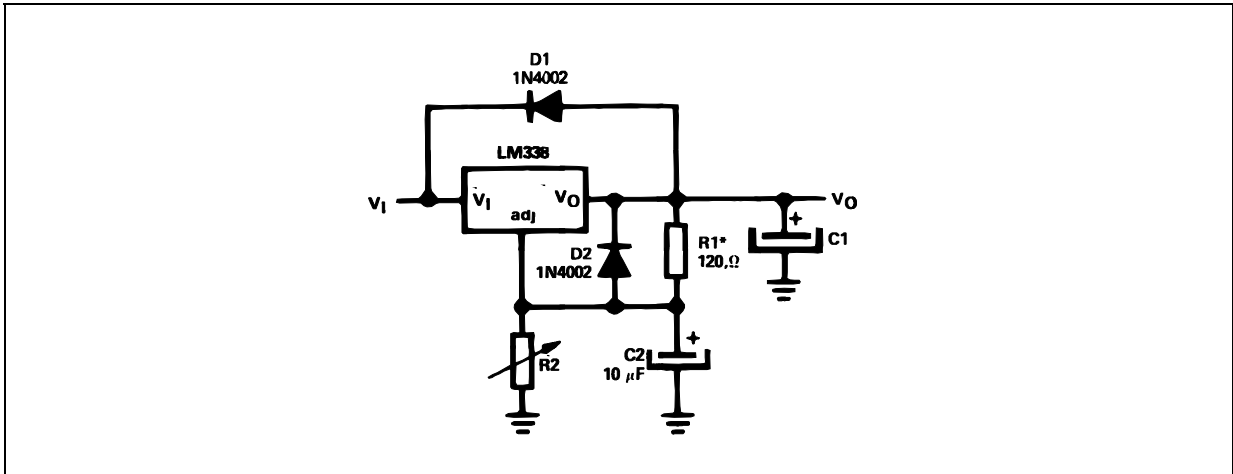 D1
1N4002
LM338
VI
VI
VO
adj
VO
D2
1N4002
R1*
120,Ω
C1
R2
C2
10 μF